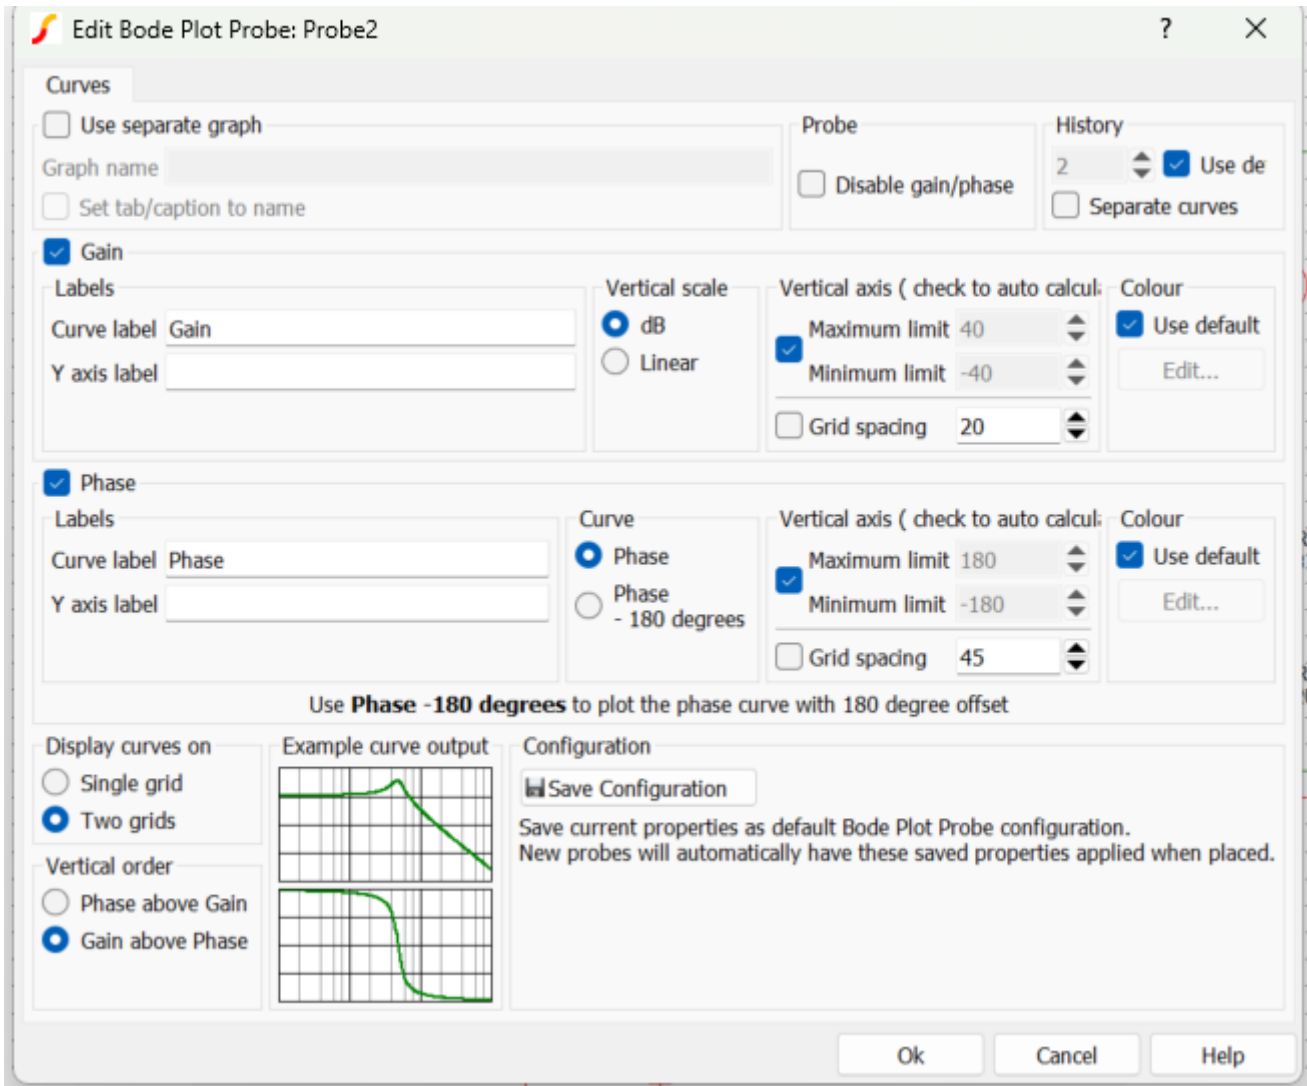 Edit Bode Plot Probe: Probe2
?
Curves
Use separate graph
Graph name
Set tab/caption to name
Probe
Disable gain/phase
History
2 Use de
Separate curves
Gain
Labels
Curve label Gain
Y axis label
Vertical scale
dB
Linear
Vertical axis ( check to auto calcul
Maximum limit 40
Minimum limit -40
Grid spacing 20
Colour
Use default
Edit...
Phase
Labels
Curve label Phase
Y axis label
Curve
Phase
Phase
- 180 degrees
Vertical axis ( check to auto calcul
Maximum limit 180
Minimum limit -180
Grid spacing 45
Colour
Use default
Edit...
Use Phase -180 degrees to plot the phase curve with 180 degree offset
Display curves on
Single grid
Two grids
Vertical order
Phase above Gain
Gain above Phase
Example curve output
Configuration
Save Configuration
Save current properties as default Bode Plot Probe configuration.
New probes will automatically have these saved properties applied when placed.
Ok
Cancel
Help